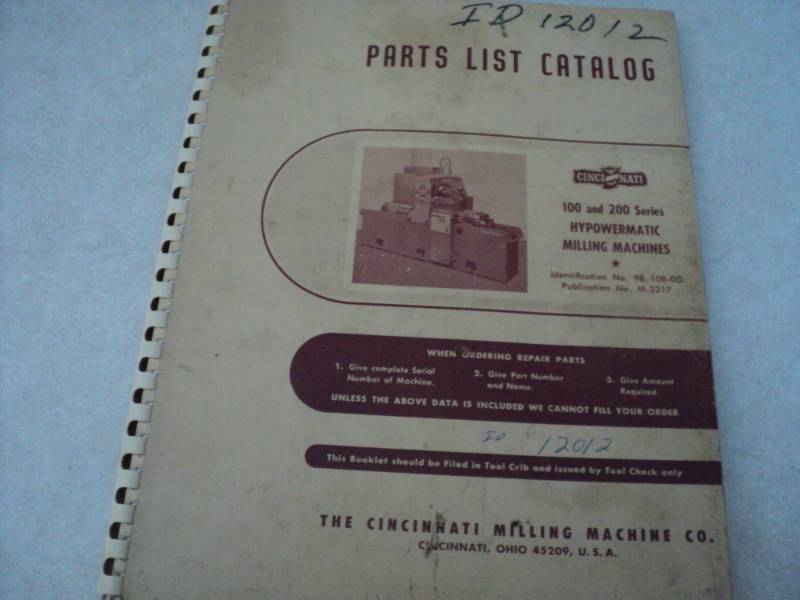 ID 12012
PARTS LIST CATALOG
CINCINNATI
100 and 200 Series
HYPOWERMATIC
MILLING MACHINES
★
Identification No. 9B, 10B-DD
Publication No. M-2317
WHEN ORDERING REPAIR PARTS
1. Give complete Serial Number of Machine.
2. Give Part Number and Name.
3. Give Amount Required.
UNLESS THE ABOVE DATA IS INCLUDED WE CANNOT FILL YOUR ORDER
ID 12012
This Booklet should be Filed in Tool Crib and Issued by Tool Check only
THE CINCINNATI MILLING MACHINE CO.
CINCINNATI, OHIO 45209, U. S. A.